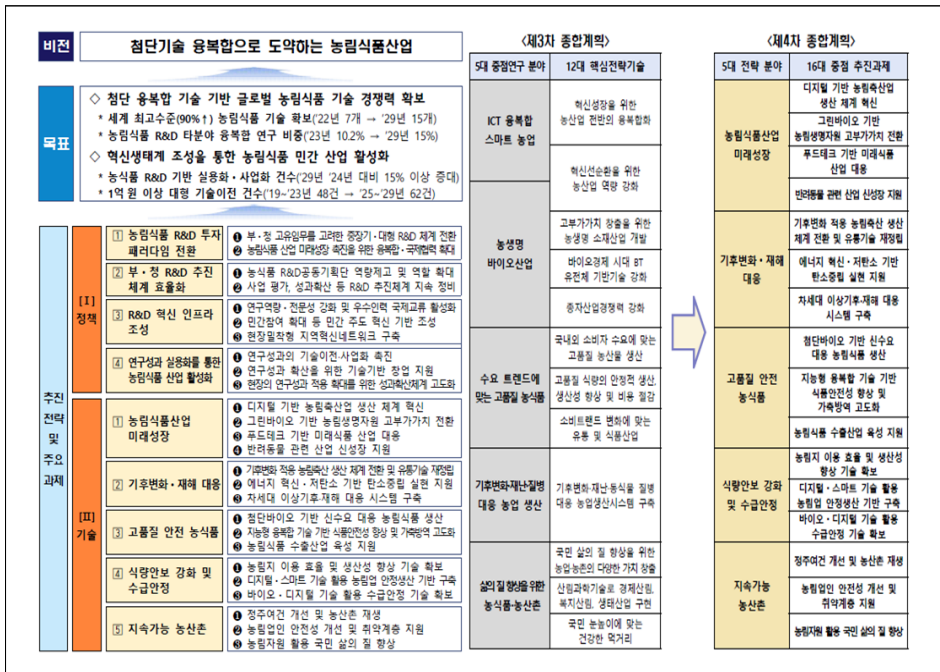 비전
첨단기술 융복합으로 도약하는 농림식품산업
목표
◇ 첨단 융복합 기술 기반 글로벌 농림식품 기술 경쟁력 확보
* 세계 최고수준(90%↑) 농림식품 기술 확보('22년 7개 → '29년 15개)
* 농림식품 R&D 타분야 융복합 연구 비중('23년 10.2% → '29년 15%)
◇ 혁신생태계 조성을 통한 농림식품 민간 산업 활성화
* 농식품 R&D 기반 실용화・사업화 건수('29년 '24년 대비 15% 이상 증대)
* 1억 원 이상 대형 기술이전 건수('19~'23년 48건 → '25~'29년 62건)
추진
전략
및
주요
과제
[Ⅰ]
정책
1 농림식품 R&D 투자
패러다임 전환
❶ 부・청 고유임무를 고려한 중장기・대형 R&D 체계 전환
❷ 농림식품 산업 미래성장 촉진을 위한 융복합・국제협력 확대
2 부・청 R&D 추진
체계 효율화
❶ 농식품 R&D공동기획단 역량제고 및 역할 확대
❷ 사업 평가, 성과확산 등 R&D 추진체계 지속 정비
3 R&D 혁신 인프라
조성
❶ 연구역량・전문성 강화 및 우수인력 국제교류 활성화
❷ 민간참여 확대 등 민간 주도 혁신 기반 조성
❸ 현장밀착형 지역혁신네트워크 구축
4 연구성과 실용화를 통한
농림식품 산업 활성화
❶ 연구성과의 기술이전・사업화 촉진
❷ 연구성과 확산을 위한 기술기반 창업 지원
❸ 현장의 연구성과 적용 확대를 위한 성과확산체계 고도화
[Ⅱ]
기술
1 농림식품산업
미래성장
❶ 디지털 기반 농림축산업 생산 체계 혁신
❷ 그린바이오 기반 농림생명자원 고부가가치 전환
❸ 푸드테크 기반 미래식품 산업 대응
❹ 반려동물 관련 산업 신성장 지원
2 기후변화・재해 대응
❶ 기후변화 적응 농림축산 생산 체계 전환 및 유통기술 재정립
❷ 에너지 혁신・저탄소 기반 탄소중립 실현 지원
❸ 차세대 이상기후・재해 대응 시스템 구축
3 고품질 안전 농식품
❶ 첨단바이오 기반 신수요 대응 농림식품 생산
❷ 지능형 융복합 기술 기반 식품안전성 향상 및 가축방역 고도화
❸ 농림식품 수출산업 육성 지원
4 식량안보 강화 및
수급안정
❶ 농림지 이용 효율 및 생산성 향상 기술 확보
❷ 디지털・스마트 기술 활용 농림업 안정생산 기반 구축
❸ 바이오・디지털 기술 활용 수급안정 기술 확보
5 지속가능 농산촌
❶ 정주여건 개선 및 농산촌 재생
❷ 농림업인 안전성 개선 및 취약계층 지원
❸ 농림자원 활용 국민 삶의 질 향상
<제3차 종합계획>
5대 중점연구 분야
12대 핵심전략기술
ICT 융복합
스마트 농업
혁신성장을 위한
농산업 전반의 융복합화
혁신선순환을 위한
농산업 역량 강화
농생명
바이오산업
고부가가치 창출을 위한
농생명 소재산업 개발
바이오경제 시대 BT
유전체 기반기술 강화
종자산업경쟁력 강화
수요 트렌드에
맞는 고품질 농식품
국내외 소비자 수요에 맞는
고품질 농산물 생산
고품질 식량의 안정적 생산,
생산성 향상 및 비용 절감
소비트랜드 변화에 맞는
유통 및 식품산업
기후변화·재난·질병
대응 농업 생산
기후변화·재난·동식물 질병
대응 농업생산시스템 구축
삶의 질 향상을 위한
농식품·농산촌
국민 삶의 질 향상을 위한
농업·농촌의 다양한 가치 창출
산림과학기술로 경제산림,
복지산림, 생태산업 구현
국민 눈높이에 맞는
건강한 먹거리
<제4차 종합계획>
5대 전략 분야
16대 중점 추진과제
농림식품산업
미래성장
디지털 기반 농림축산업
생산 체계 혁신
그린바이오 기반
농림생명자원 고부가가치 전환
푸드테크 기반 미래식품
산업 대응
반려동물 관련 산업 신성장 지원
기후변화・재해
대응
기후변화 적응 농림축산 생산
체계 전환 및 유통기술 재정립
에너지 혁신・저탄소 기반
탄소중립 실현 지원
차세대 이상기후・재해 대응
시스템 구축
고품질 안전
농식품
첨단바이오 기반 신수요
대응 농림식품 생산
지능형 융복합 기술 기반
식품안전성 향상 및
가축방역 고도화
농림식품 수출산업 육성 지원
식량안보 강화
및 수급안정
농림지 이용 효율 및 생산성
향상 기술 확보
디지털・스마트 기술 활용
농림업 안정생산 기반 구축
바이오・디지털 기술 활용
수급안정 기술 확보
지속가능
농산촌
정주여건 개선 및 농산촌 재생
농림업인 안전성 개선 및
취약계층 지원
농림자원 활용 국민 삶의 질 향상